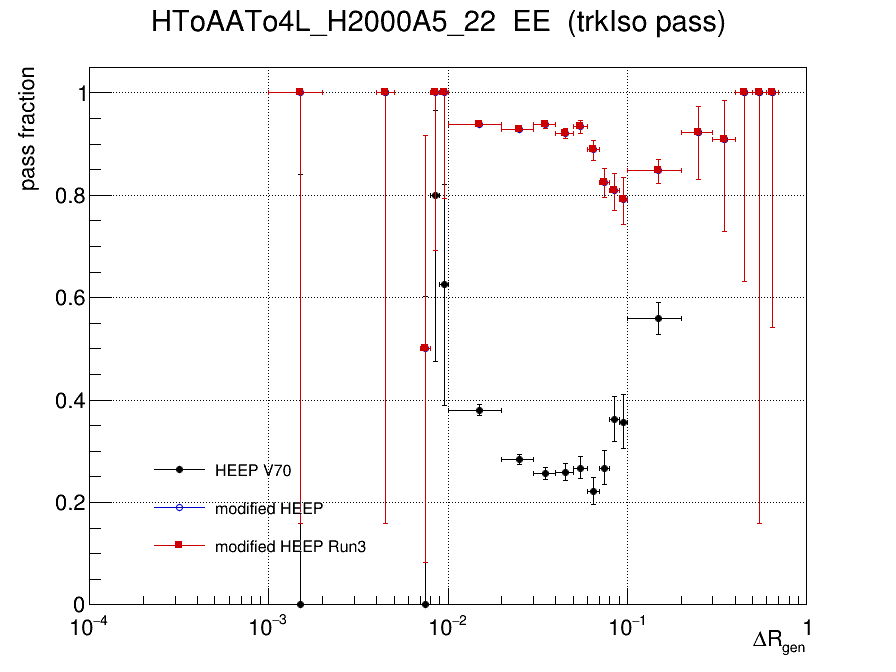 HToAATo4L_H2000A5_22 EE (trkIso pass)
pass fraction
1
0.8
0.6
0.4
0.2
0
HEEP V70
modified HEEP
modified HEEP Run3
10⁻⁴ 10⁻³ 10⁻² 10⁻¹ 1
ΔR_gen